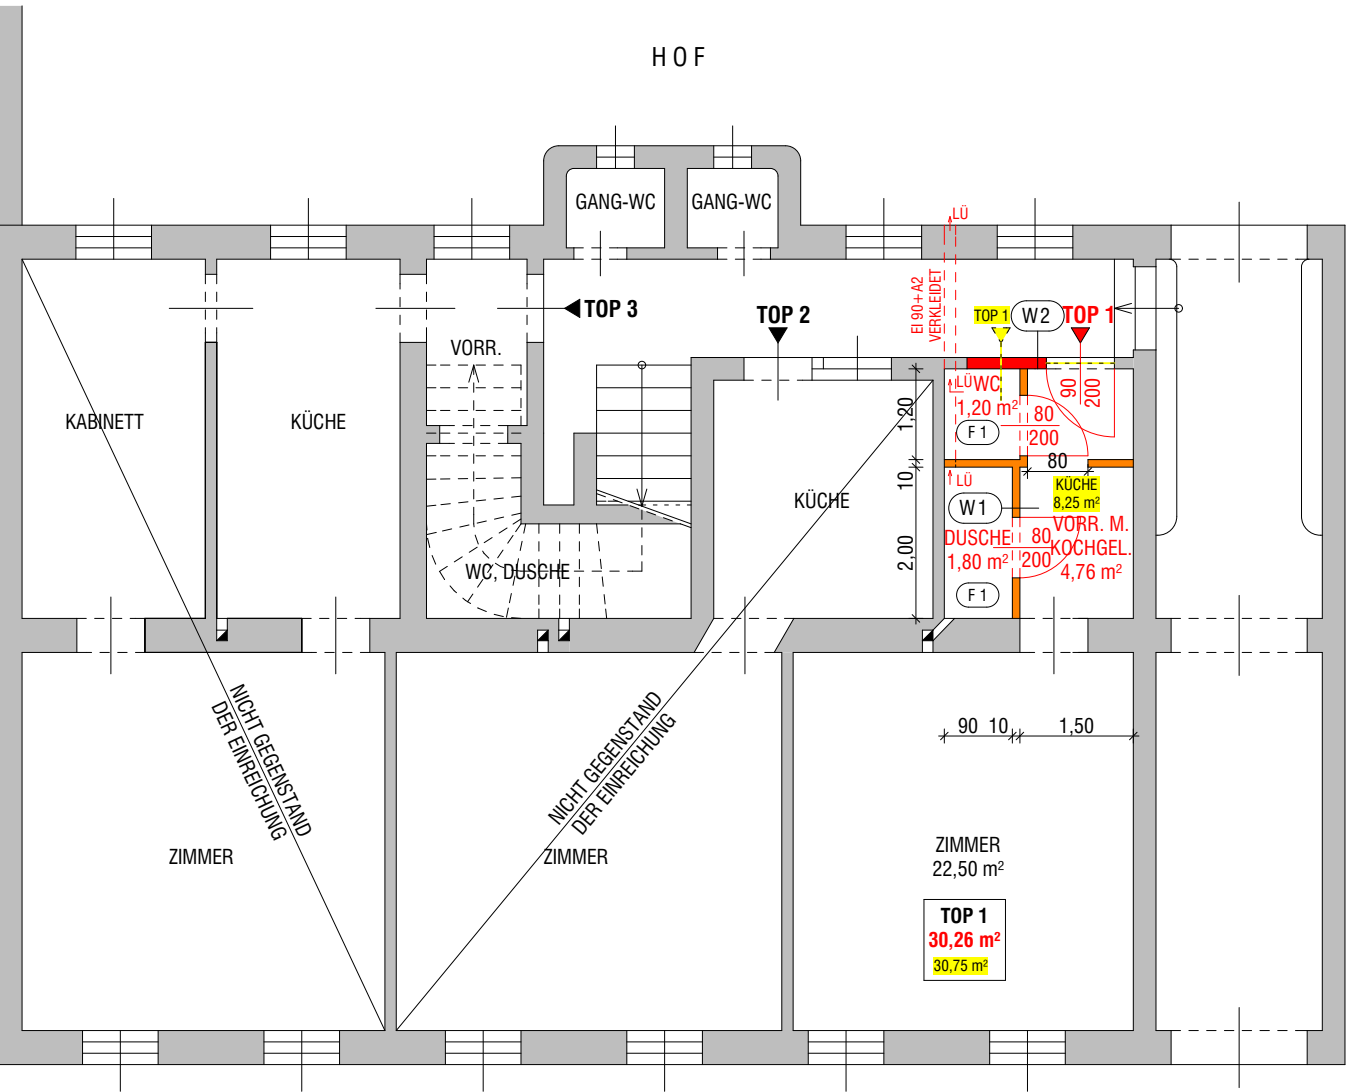 HOF
GANG-WC
GANG-WC
LÜ
EI 90+A2
VERKLEIDET
TOP 3
TOP 2
TOP 1
W2
TOP 1
VORR.
KABINETT
KÜCHE
LÜ
WC
1,20 m²
90
200
1,20
F 1
80
200
80
LÜ
10
KÜCHE
KÜCHE
8,25 m²
W1
VORR. M.
KOCHGEL.
4,76 m²
DUSCHE
1,80 m²
80
200
2,00
WC, DUSCHE
F 1
NICHT GEGENSTAND
DER EINREICHUNG
NICHT GEGENSTAND
DER EINREICHUNG
90 10 1,50
ZIMMER
ZIMMER
ZIMMER
22,50 m²
TOP 1
30,26 m²
30,75 m²